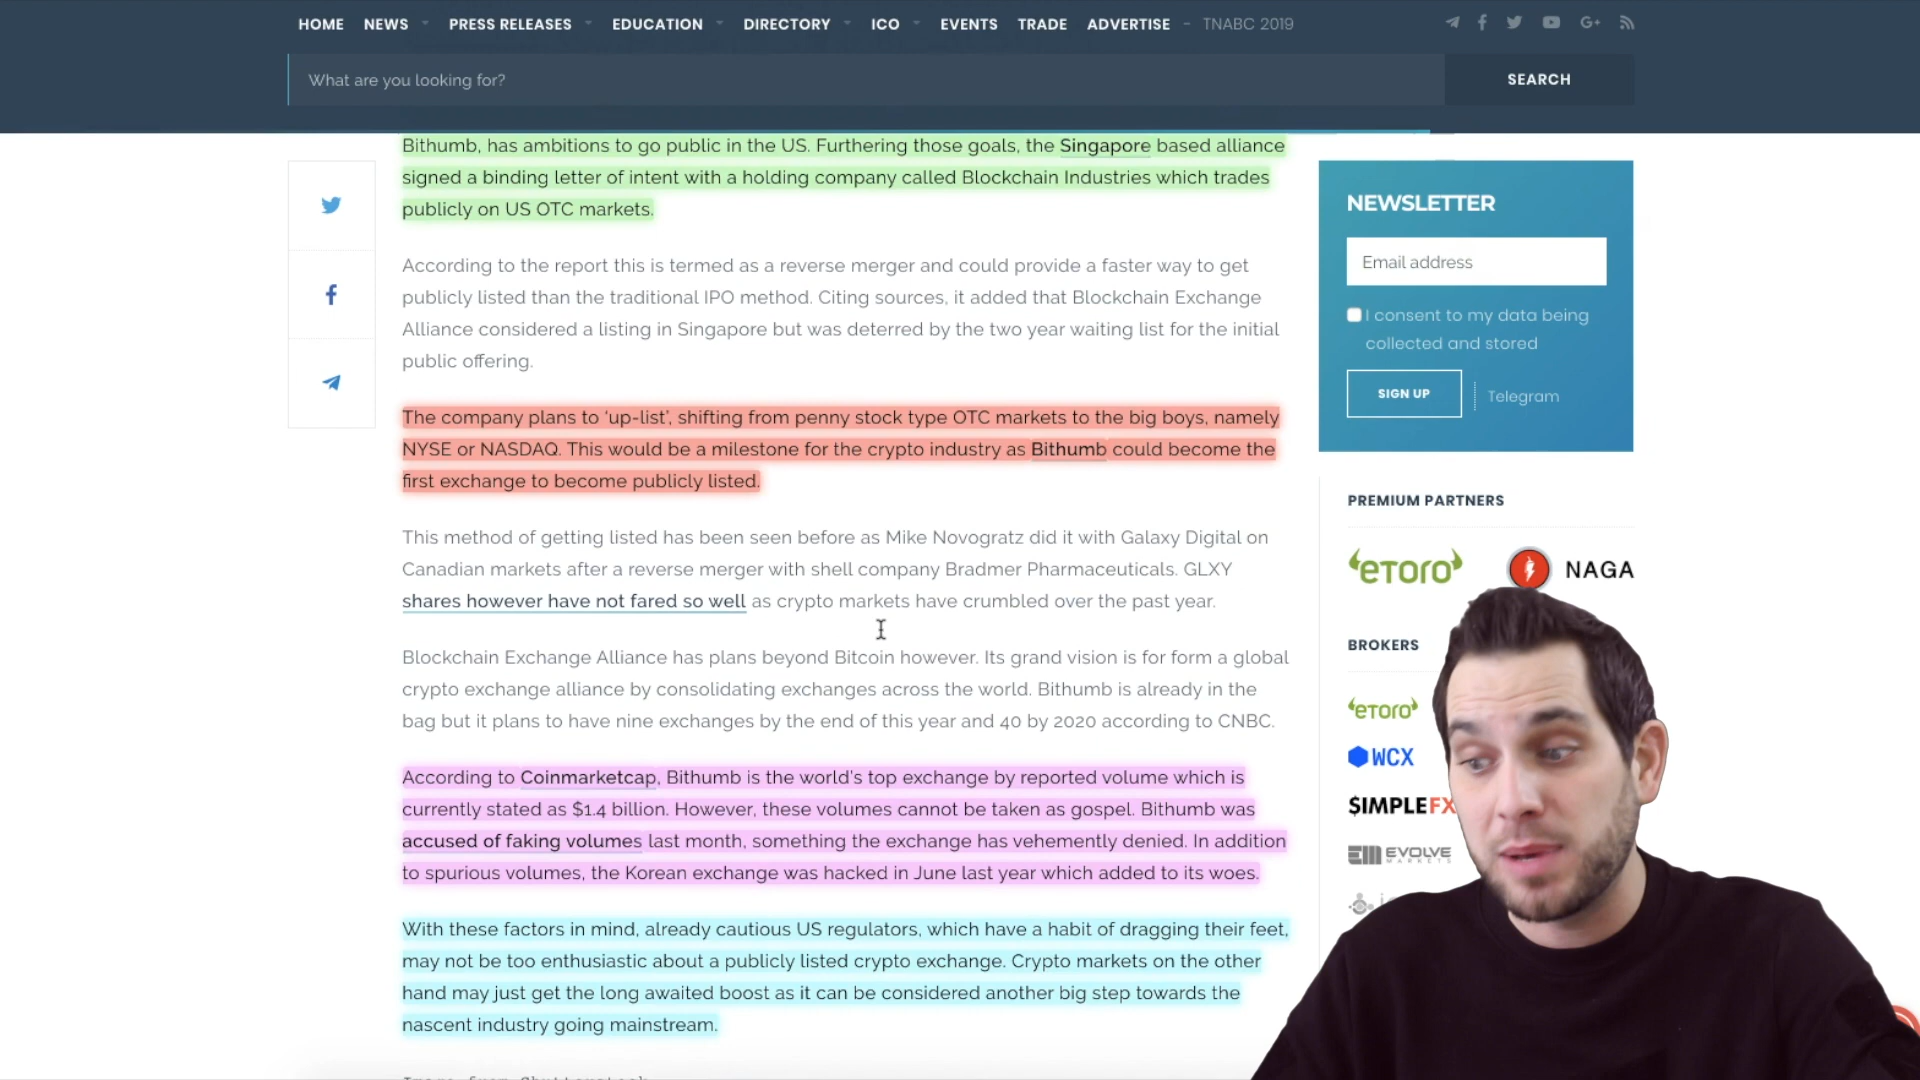 HOME NEWS PRESS RELEASES EDUCATION DIRECTORY ICO EVENTS TRADE ADVERTISE - TNABC 2019
What are you looking for?
SEARCH
Bithumb, has ambitions to go public in the US. Furthering those goals, the Singapore based alliance
signed a binding letter of intent with a holding company called Blockchain Industries which trades
publicly on US OTC markets.
According to the report this is termed as a reverse merger and could provide a faster way to get
publicly listed than the traditional IPO method. Citing sources, it added that Blockchain Exchange
Alliance considered a listing in Singapore but was deterred by the two year waiting list for the initial
public offering.
The company plans to ‘up-list’, shifting from penny stock type OTC markets to the big boys, namely
NYSE or NASDAQ. This would be a milestone for the crypto industry as Bithumb could become the
first exchange to become publicly listed.
This method of getting listed has been seen before as Mike Novogratz did it with Galaxy Digital on
Canadian markets after a reverse merger with shell company Bradmer Pharmaceuticals. GLXY
shares however have not fared so well as crypto markets have crumbled over the past year.
Blockchain Exchange Alliance has plans beyond Bitcoin however. Its grand vision is for form a global
crypto exchange alliance by consolidating exchanges across the world. Bithumb is already in the
bag but it plans to have nine exchanges by the end of this year and 40 by 2020 according to CNBC.
According to Coinmarketcap, Bithumb is the world's top exchange by reported volume which is
currently stated as $1.4 billion. However, these volumes cannot be taken as gospel. Bithumb was
accused of faking volumes last month, something the exchange has vehemently denied. In addition
to spurious volumes, the Korean exchange was hacked in June last year which added to its woes.
With these factors in mind, already cautious US regulators, which have a habit of dragging their feet,
may not be too enthusiastic about a publicly listed crypto exchange. Crypto markets on the other
hand may just get the long awaited boost as it can be considered another big step towards the
nascent industry going mainstream.
NEWSLETTER
Email address
I consent to my data being
collected and stored
SIGN UP
Telegram
PREMIUM PARTNERS
eToro NAGA
BROKERS
eToro
WCX
$IMPLEFX
EVOLVE
MARKETS